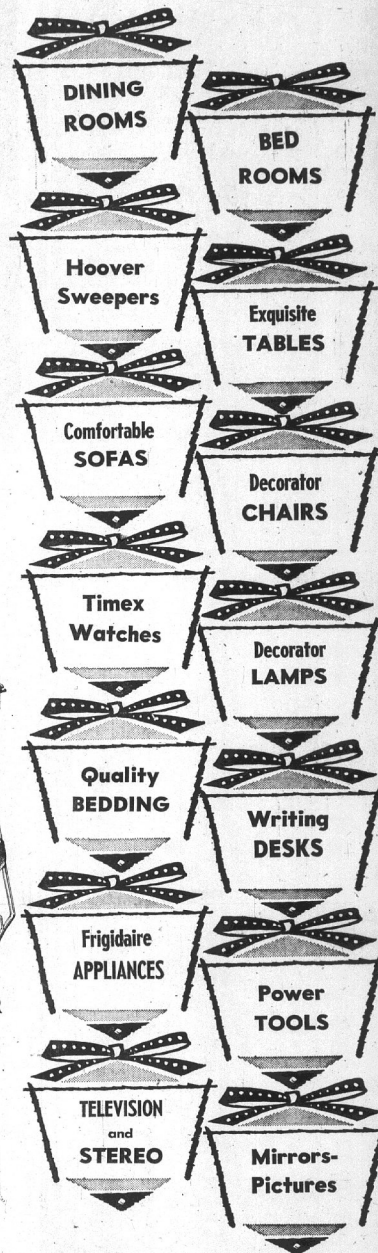 DINING
ROOMS
BED
ROOMS
Hoover
Sweepers
Exquisite
TABLES
Comfortable
SOFAS
Decorator
CHAIRS
Timex
Watches
Decorator
LAMPS
Quality
BEDDING
Writing
DESKS
Frigidaire
APPLIANCES
Power
TOOLS
TELEVISION
and
STEREO
Mirrors-
Pictures